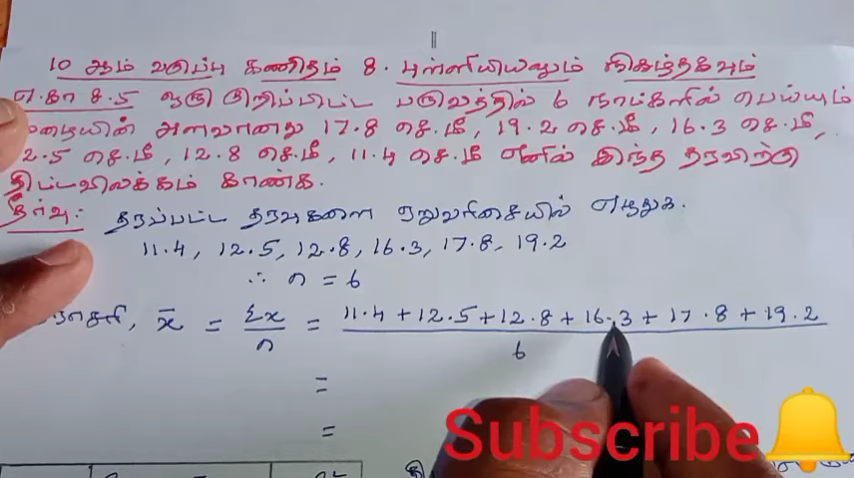 10 ஆம் வகுப்பு கணிதம் 8. புள்ளியியலும் நிகழ்தகவும்
எ.கா 8.5 ஒரு குறிப்பிட்ட பருவத்தில் 6 நாட்களில் பெய்யும்
மழையின் அளவானது 17.8 செ.மீ, 19.2 செ.மீ, 16.3 செ.மீ,
2.5 செ.மீ, 12.8 செ.மீ, 11.4 செ.மீ எனில் இந்த தரவிற்கு
திட்டவிலக்கம் காண்க.
தீர்வு: தரப்பட்ட தரவுகளை ஏறுவரிசையில் எழுதுக.
11.4, 12.5, 12.8, 16.3, 17.8, 19.2
∴ n = 6
x̄ = Σx/n = 11.4 + 12.5 + 12.8 + 16.3 + 17.8 + 19.2 / 6
=
=
Subscribe